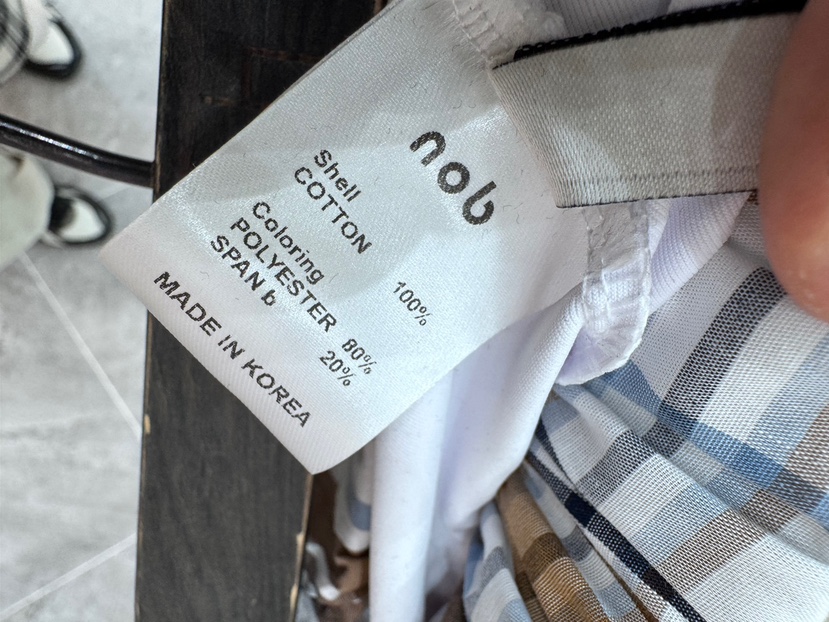 nob
Shell
COTTON 100%
Coloring
POLYESTER 80%
SPAN b 20%
MADE IN KOREA